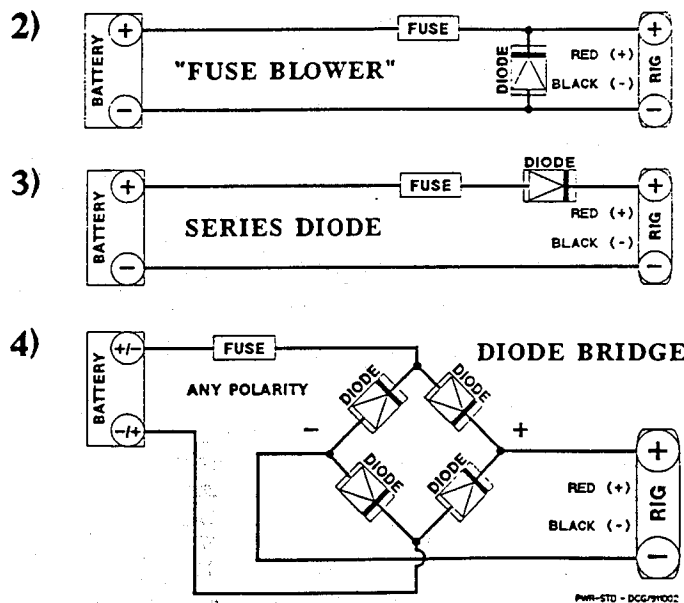 2)
BATTERY
+
−
"FUSE BLOWER"
FUSE
DIODE
RED (+)
BLACK (-)
+
−
RIG
3)
BATTERY
+
−
SERIES DIODE
FUSE
DIODE
RED (+)
BLACK (-)
+
−
RIG
4)
BATTERY
+/-
-/+
FUSE
ANY POLARITY
DIODE BRIDGE
DIODE
DIODE
−
+
DIODE
DIODE
RED (+)
BLACK (-)
+
−
RIG
PWR-STD - DCG/911002